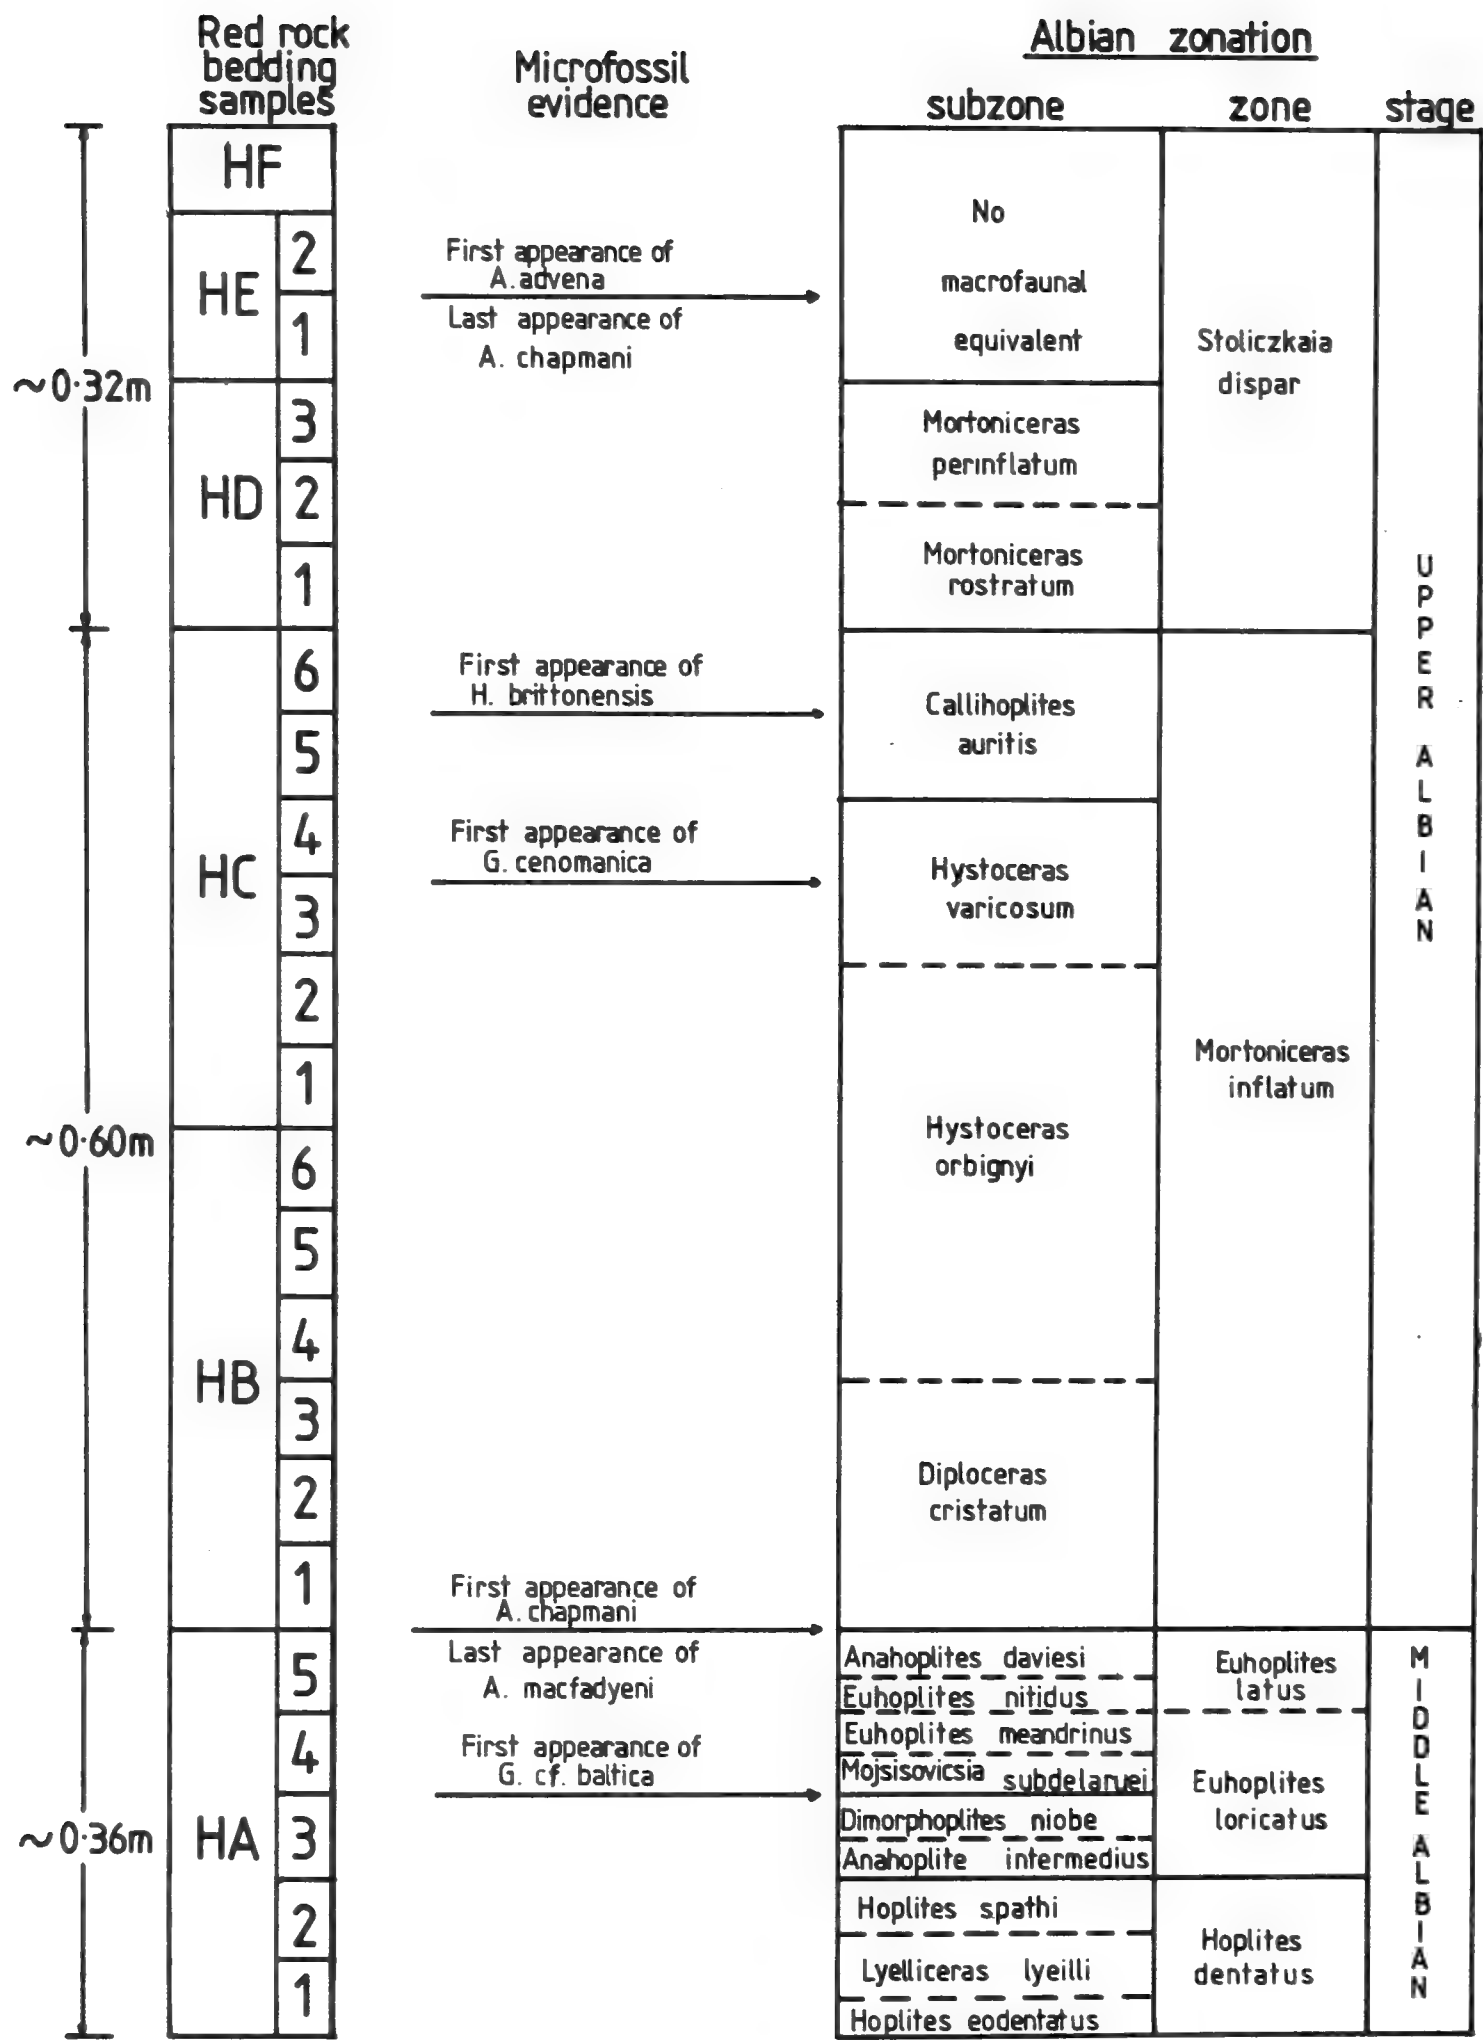 Red rock
bedding
samples
Microfossil
evidence
Albian zonation
subzone
zone
stage
HF
HE
2
1
HD
3
2
1
HC
6
5
4
3
2
1
HB
6
5
4
3
2
1
HA
5
4
3
2
1
~0·32m
~0·60m
~0·36m
First appearance of
A. advena
Last appearance of
A. chapmani
First appearance of
H. brittonensis
First appearance of
G. cenomanica
First appearance of
A. chapmani
Last appearance of
A. macfadyeni
First appearance of
G. cf. baltica
No
macrofaunal
equivalent
Mortoniceras
perinflatum
Mortoniceras
rostratum
Callihoplites
auritis
Hystoceras
varicosum
Hystoceras
orbignyi
Diploceras
cristatum
Anahoplites daviesi
Euhoplites nitidus
Euhoplites meandrinus
Mojsisovicsia subdelaruei
Dimorphoplites niobe
Anahoplite intermedius
Hoplites spathi
Lyelliceras lyeilli
Hoplites eodentatus
Stoliczkaia
dispar
Mortoniceras
inflatum
Euhoplites
latus
Euhoplites
loricatus
Hoplites
dentatus
UPPER ALBIAN
MIDDLE ALBIAN